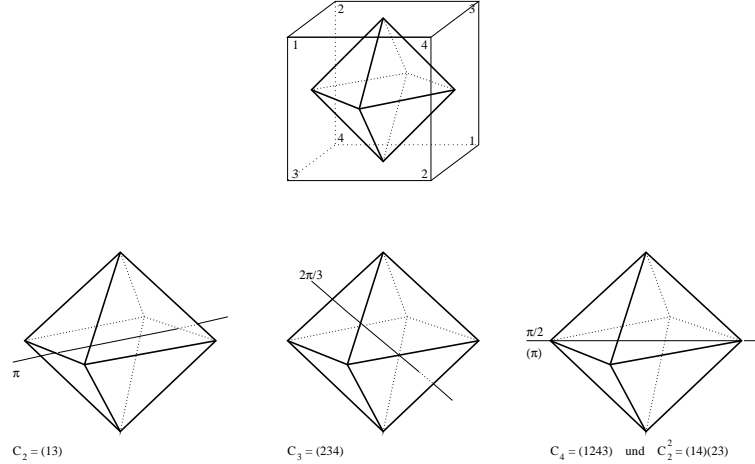 2
3
1
4
4
1
3
2
2π/3
π/2
(π)
π
C₂ = (13)
C₃ = (234)
C₄ = (1243) und C₂² = (14)(23)